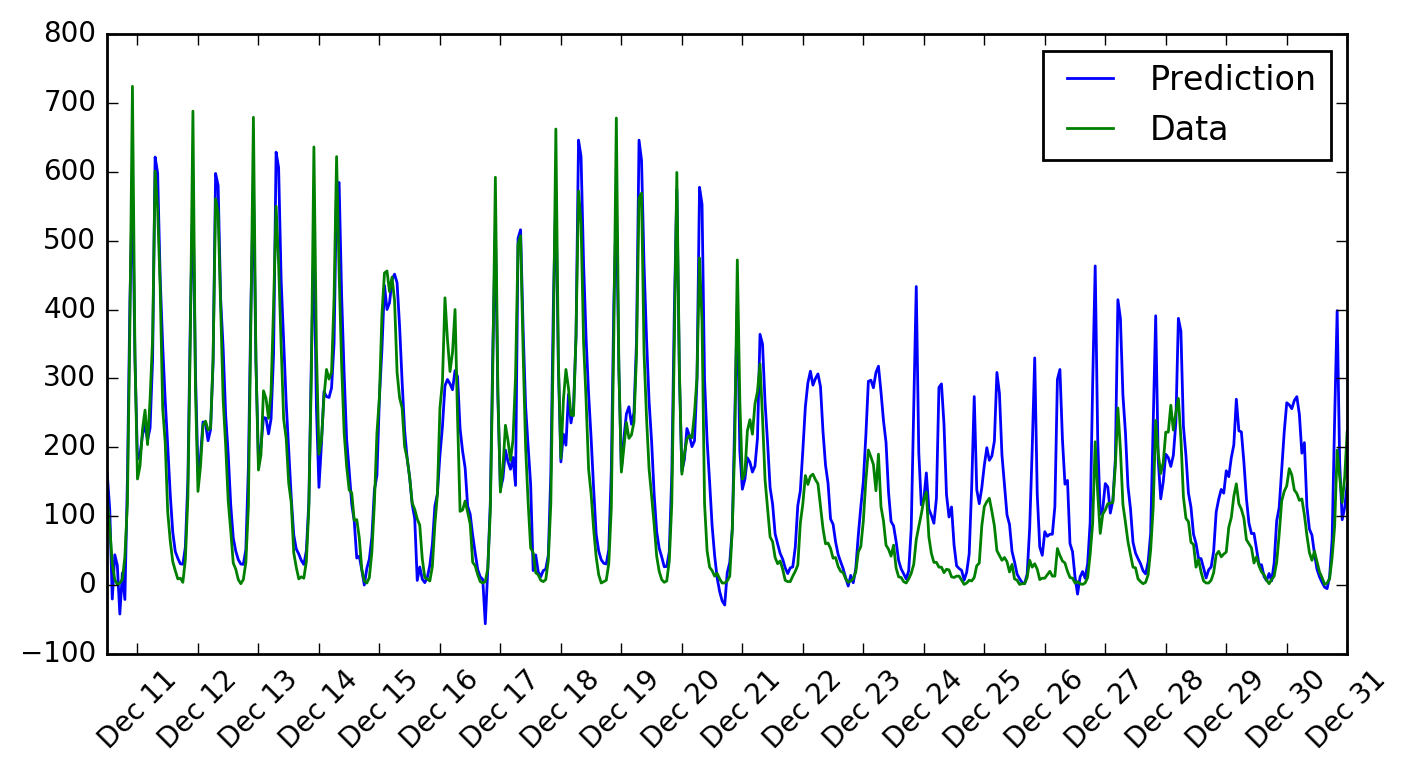 800
700
600
500
400
300
200
100
0
−100
Prediction
Data
Dec 11
Dec 12
Dec 13
Dec 14
Dec 15
Dec 16
Dec 17
Dec 18
Dec 19
Dec 20
Dec 21
Dec 22
Dec 23
Dec 24
Dec 25
Dec 26
Dec 27
Dec 28
Dec 29
Dec 30
Dec 31